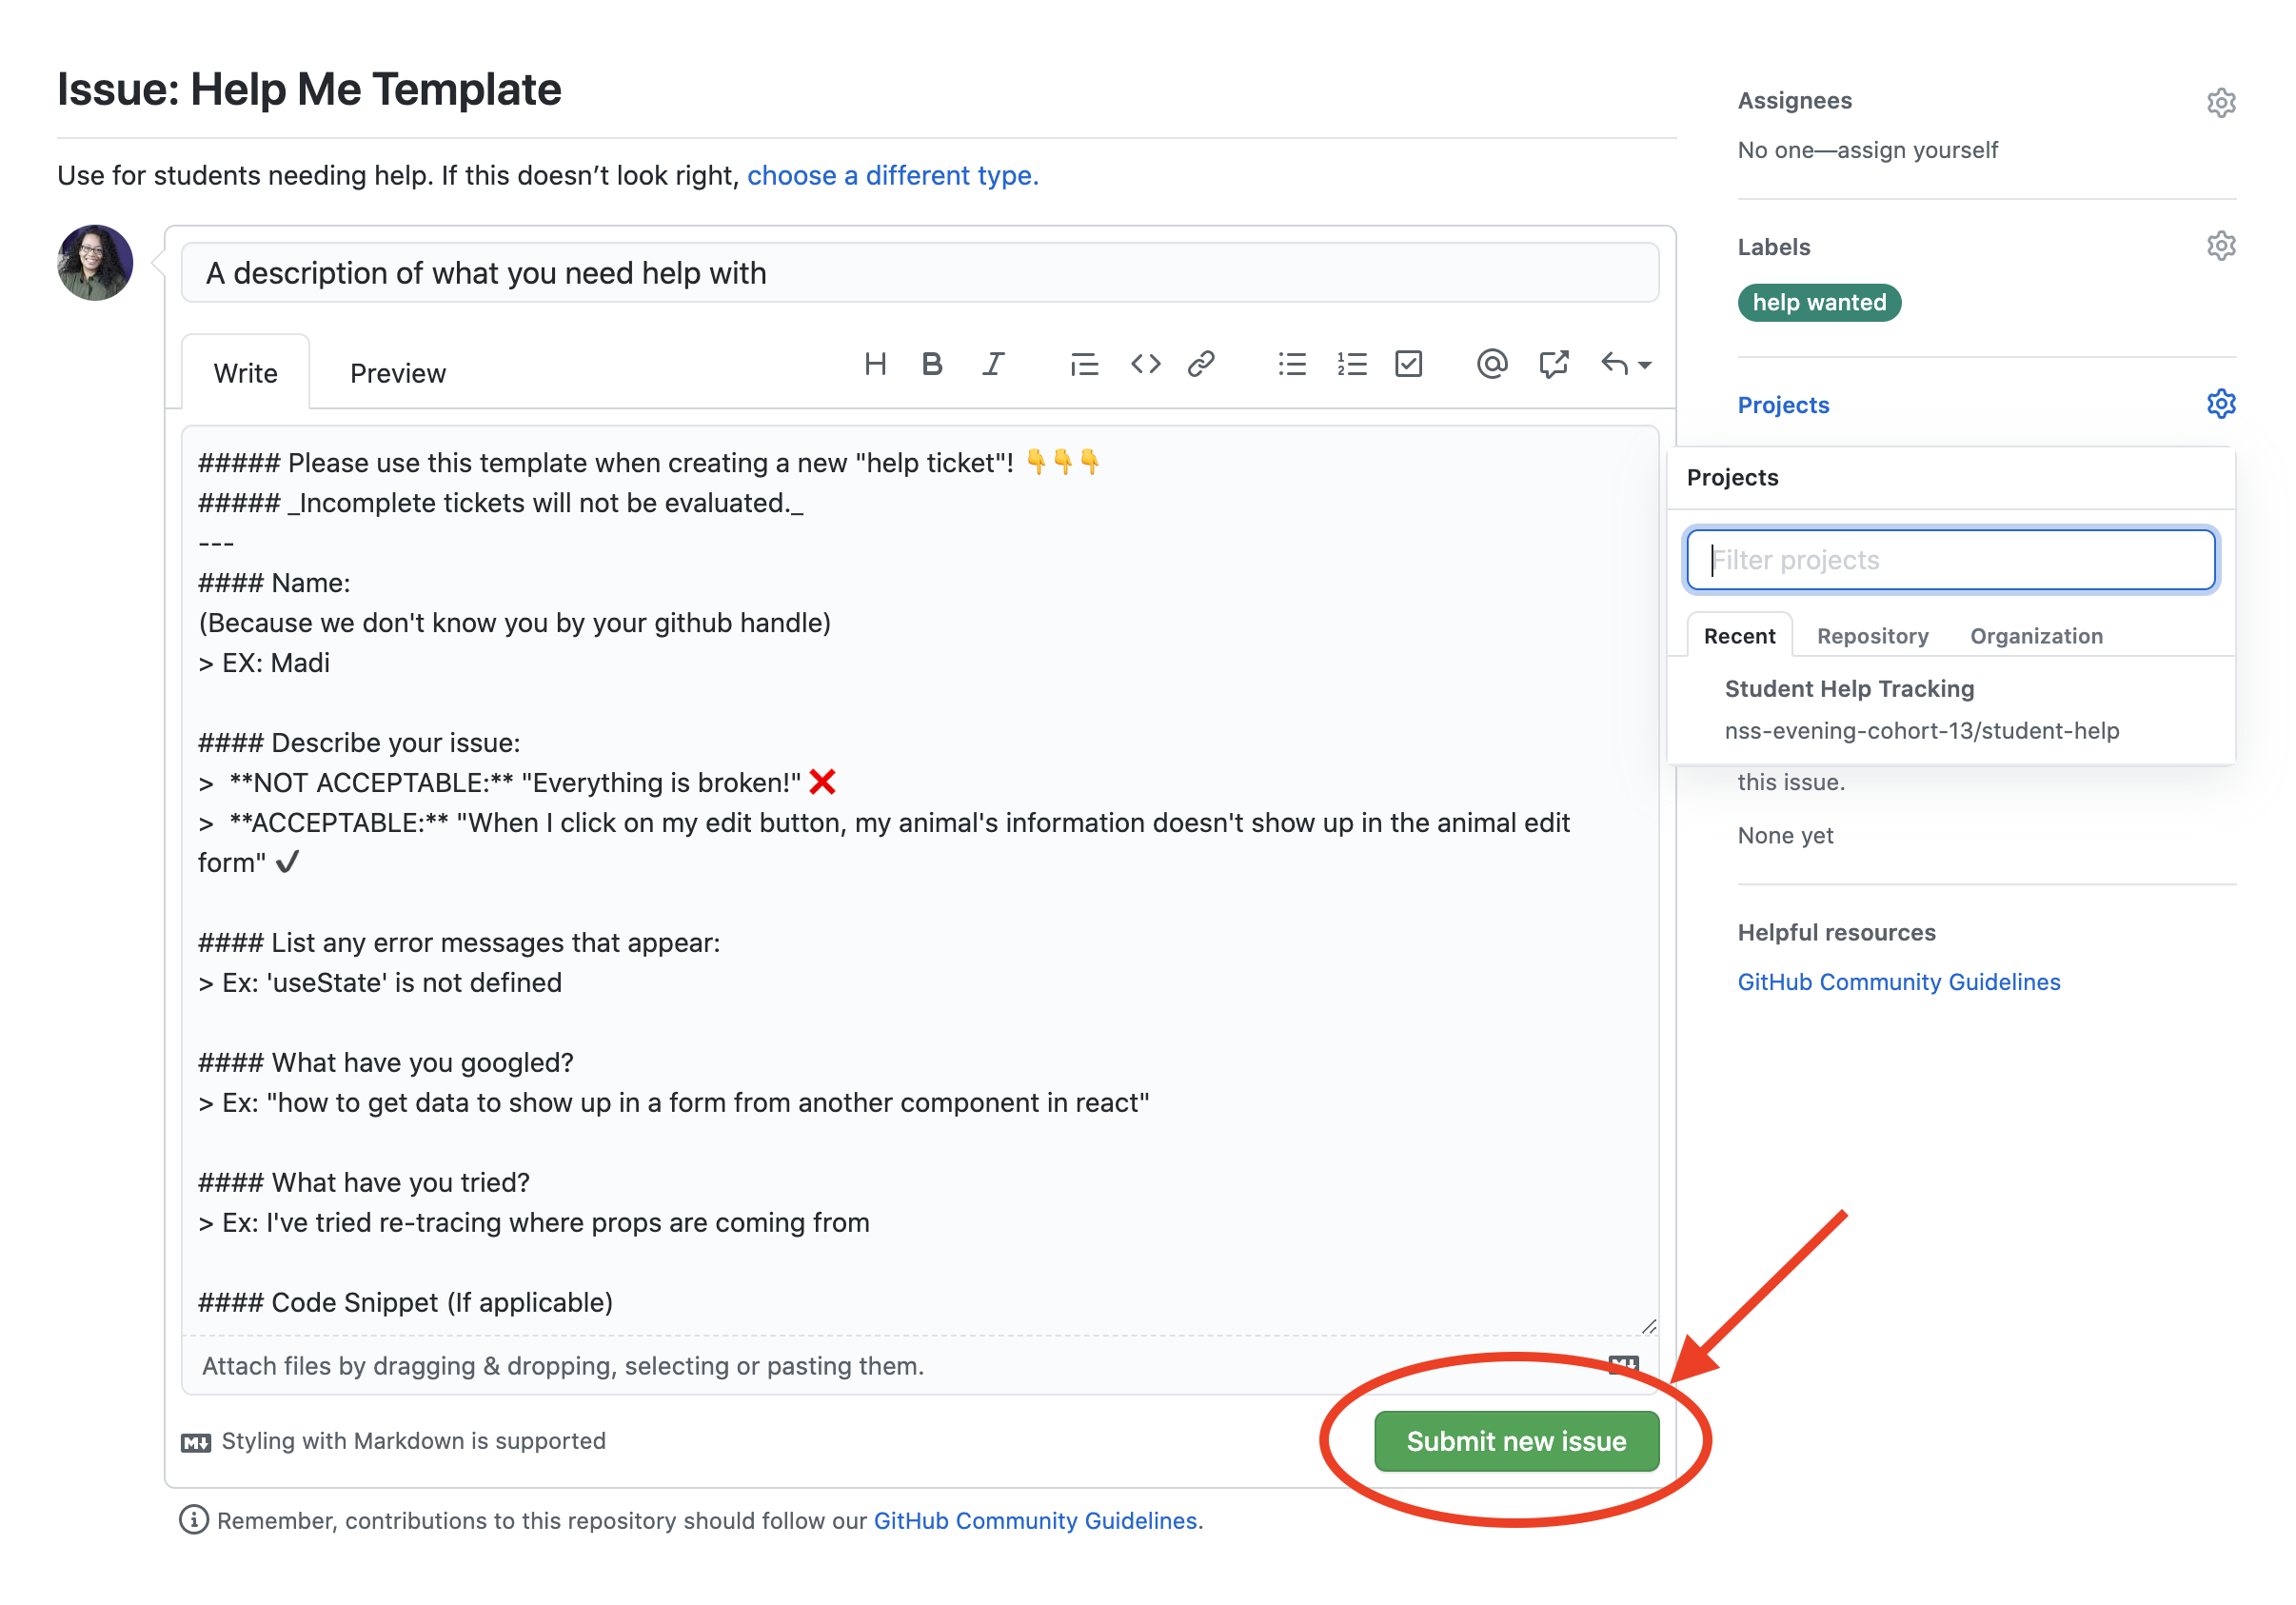 Issue: Help Me Template
Use for students needing help. If this doesn’t look right, choose a different type.
A description of what you need help with
Write
Preview
##### Please use this template when creating a new "help ticket"! 👇👇👇
##### _Incomplete tickets will not be evaluated._
---
#### Name:
(Because we don't know you by your github handle)
> EX: Madi
#### Describe your issue:
>  **NOT ACCEPTABLE:** "Everything is broken!" ❌
>  **ACCEPTABLE:** "When I click on my edit button, my animal's information doesn't show up in the animal edit
form" ✔
#### List any error messages that appear:
> Ex: 'useState' is not defined
#### What have you googled?
> Ex: "how to get data to show up in a form from another component in react"
#### What have you tried?
> Ex: I've tried re-tracing where props are coming from
#### Code Snippet (If applicable)
Attach files by dragging & dropping, selecting or pasting them.
Styling with Markdown is supported
Submit new issue
Remember, contributions to this repository should follow our GitHub Community Guidelines.
Assignees
No one—assign yourself
Labels
help wanted
Projects
Projects
Filter projects
Recent
Repository
Organization
Student Help Tracking
nss-evening-cohort-13/student-help
this issue.
None yet
Helpful resources
GitHub Community Guidelines